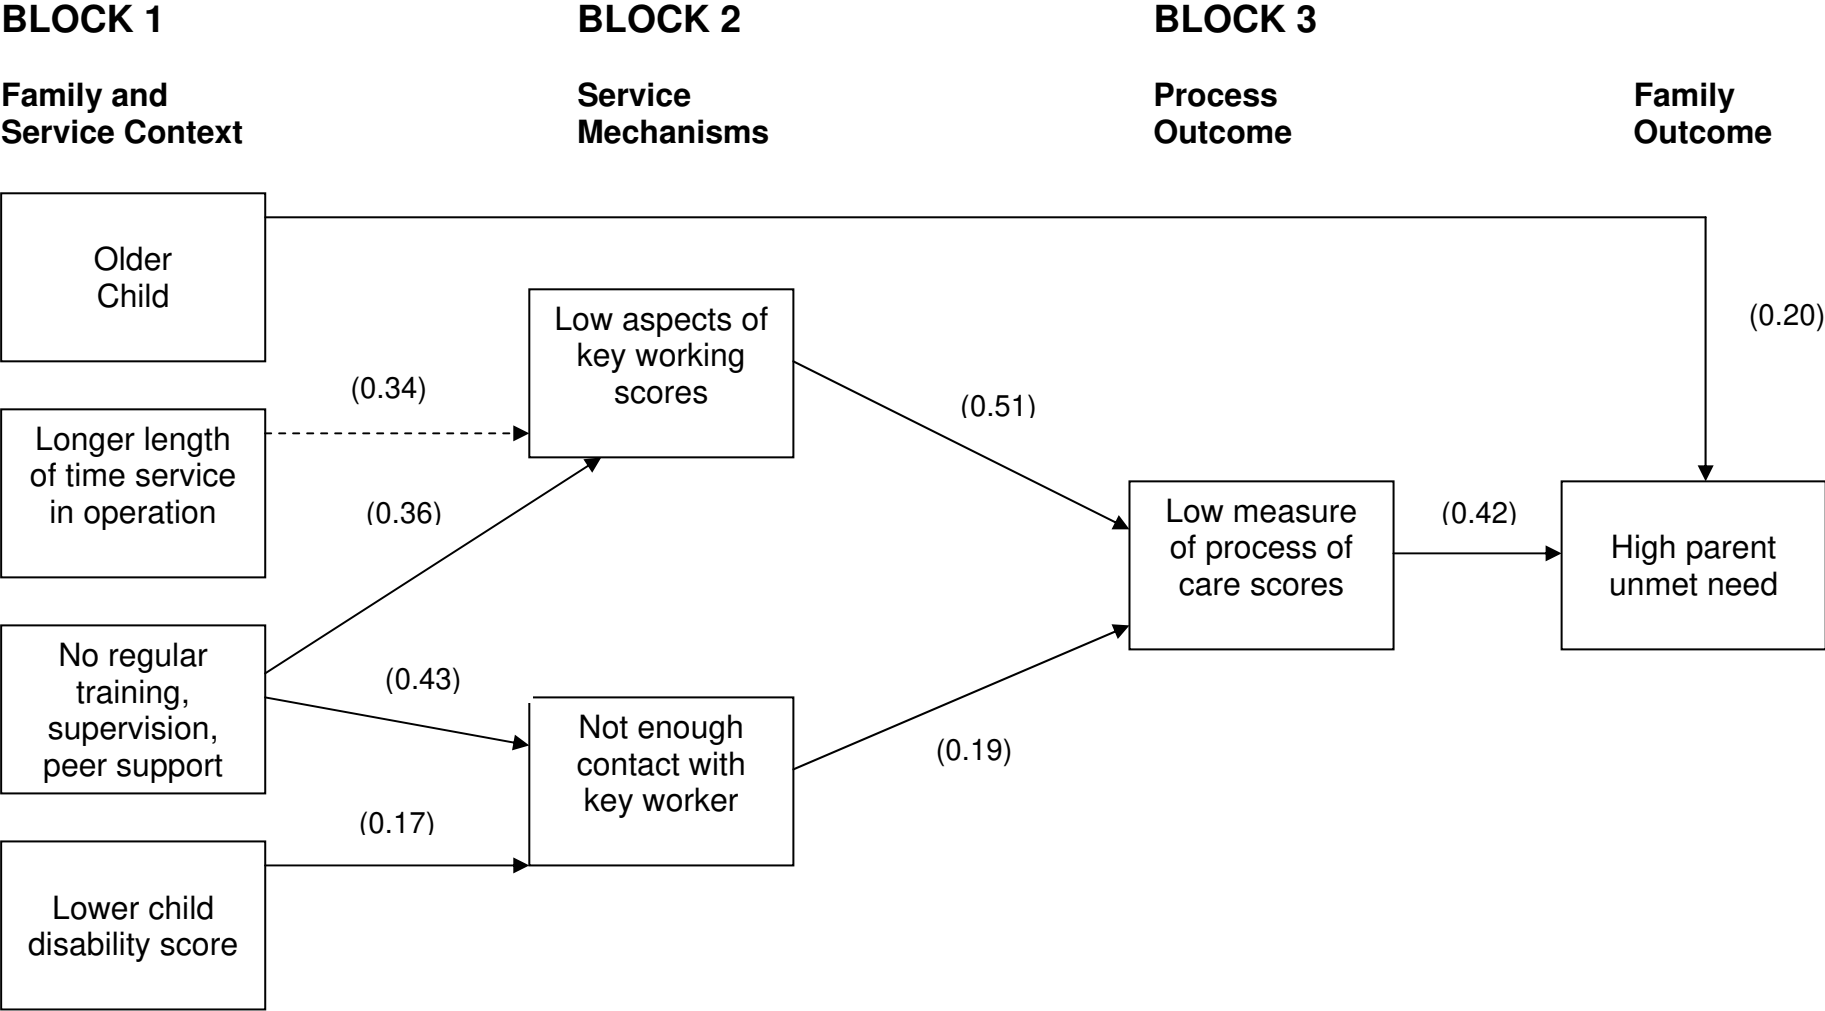 BLOCK 1
BLOCK 2
BLOCK 3
Family and
Service Context
Service
Mechanisms
Process
Outcome
Family
Outcome
Older
Child
Longer length
of time service
in operation
No regular
training,
supervision,
peer support
Lower child
disability score
(0.34)
(0.36)
(0.43)
(0.17)
Low aspects of
key working
scores
Not enough
contact with
key worker
(0.51)
(0.19)
Low measure
of process of
care scores
(0.42)
(0.20)
High parent
unmet need